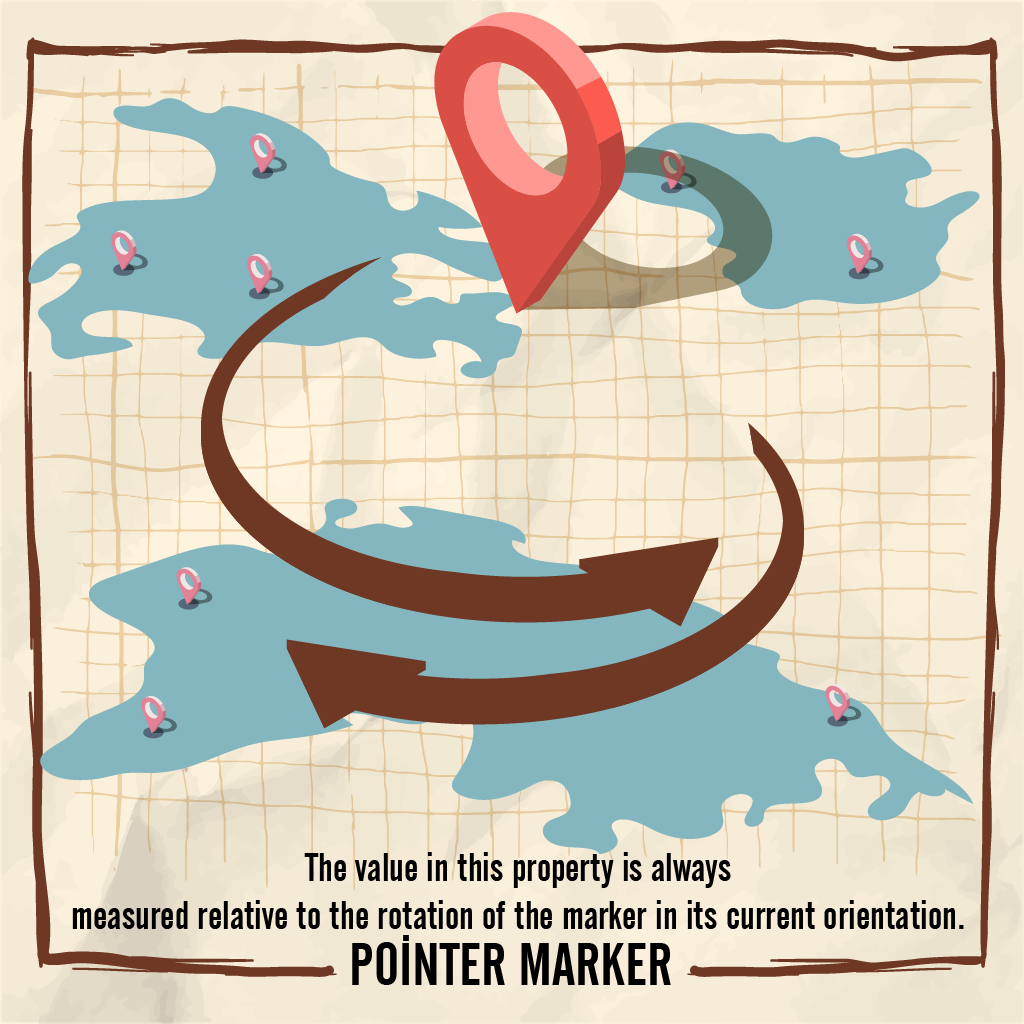 The value in this property is always
measured relative to the rotation of the marker in its current orientation.
POİNTER MARKER